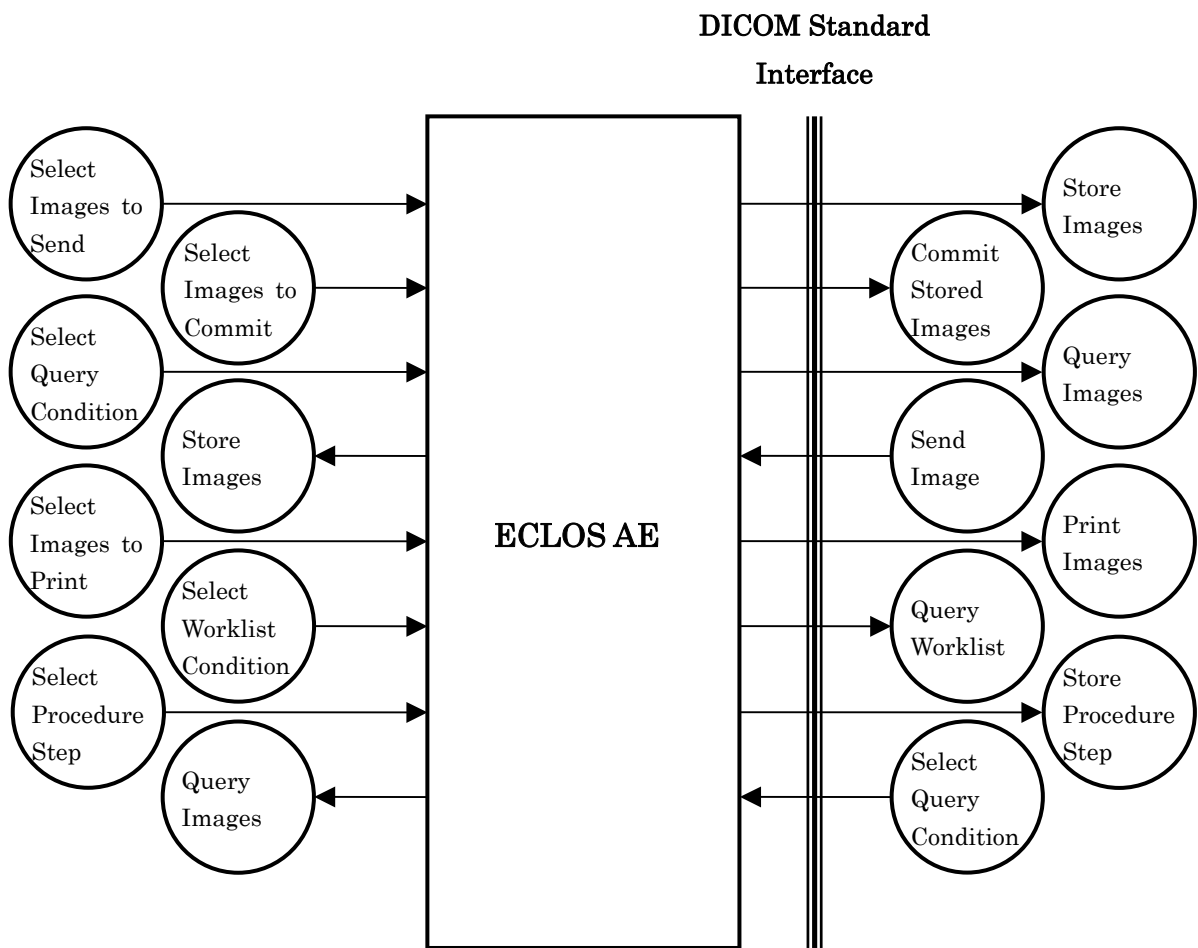 DICOM Standard
Interface
Select
Images to
Send
Select
Images to
Commit
Select
Query
Condition
Store
Images
Select
Images to
Print
Select
Worklist
Condition
Select
Procedure
Step
Query
Images
ECLOS AE
Store
Images
Commit
Stored
Images
Query
Images
Send
Image
Print
Images
Query
Worklist
Store
Procedure
Step
Select
Query
Condition